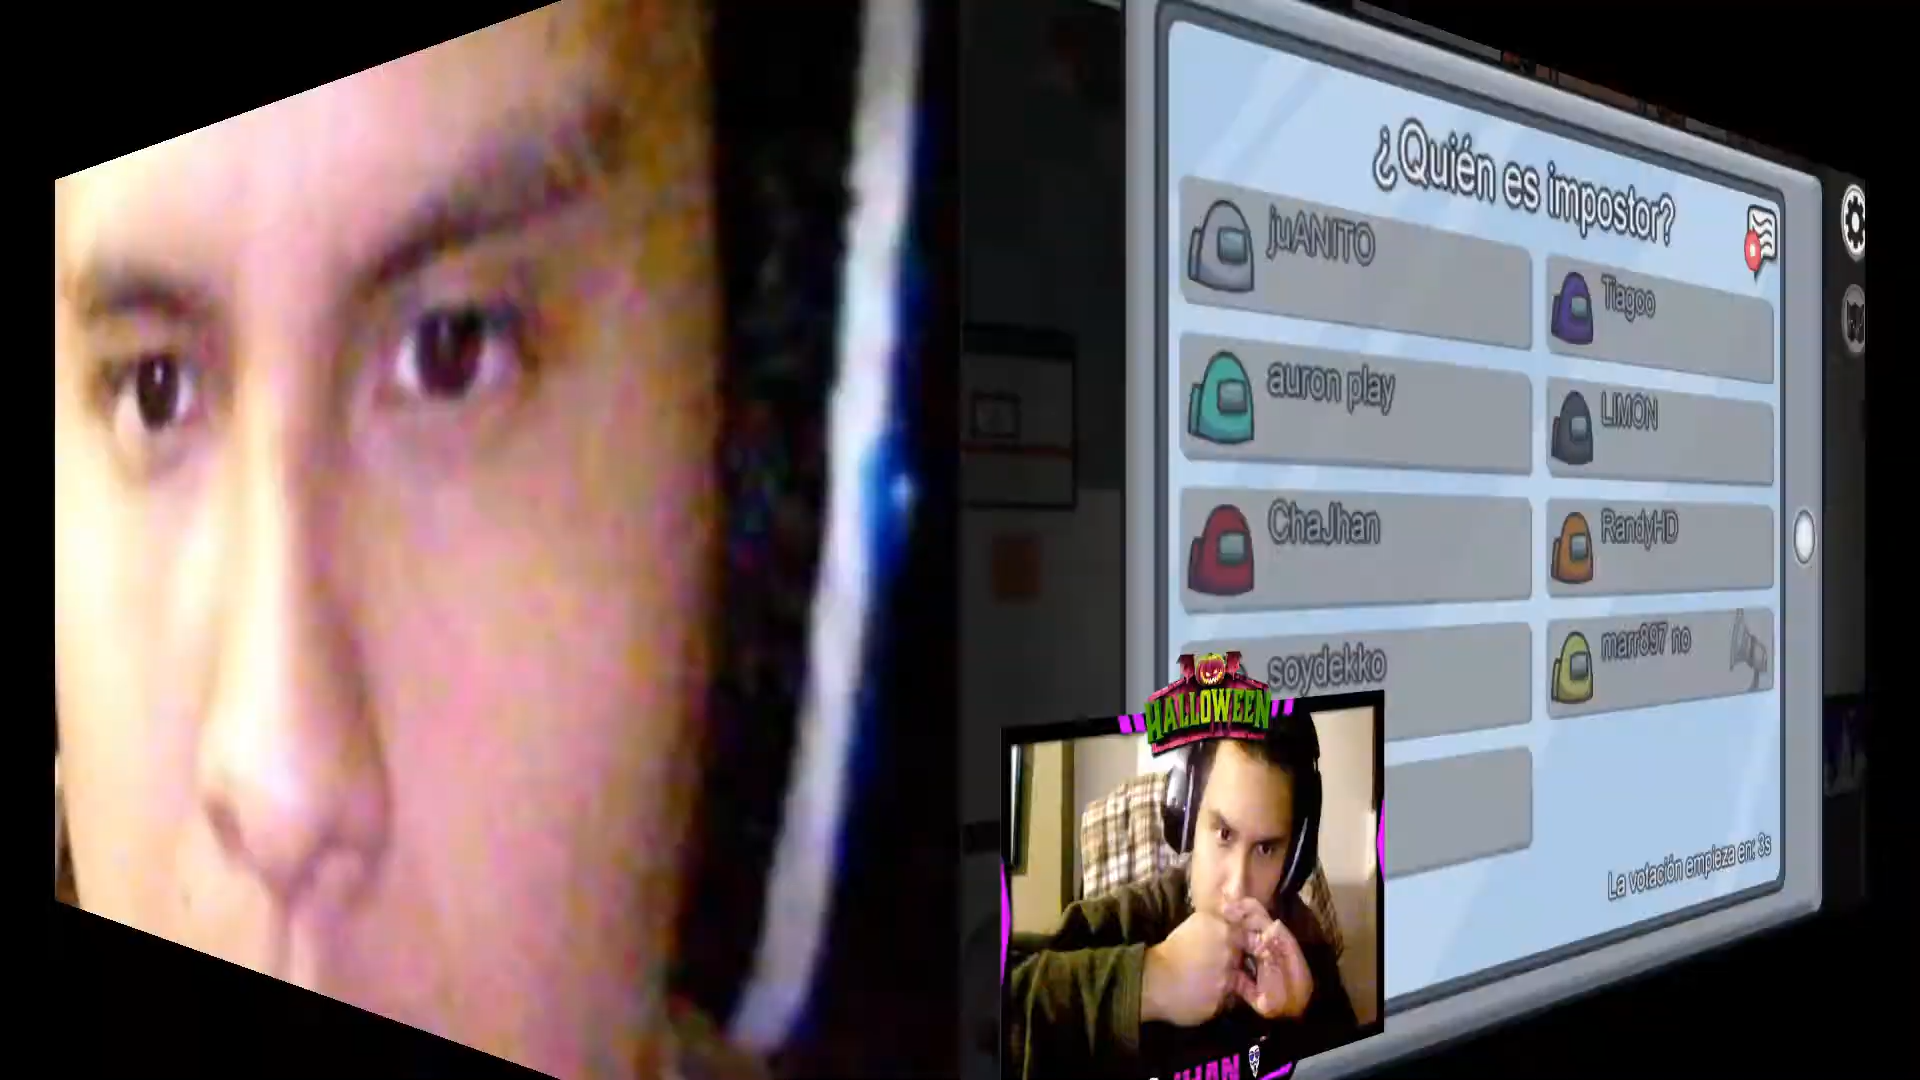 ¿Quién es impostor?
juANITO
Tiagoo
auron play
LIMON
ChaJhan
RandyHD
soydekko
marr897 no
HALLOWEEN
La votación empieza en: 3s